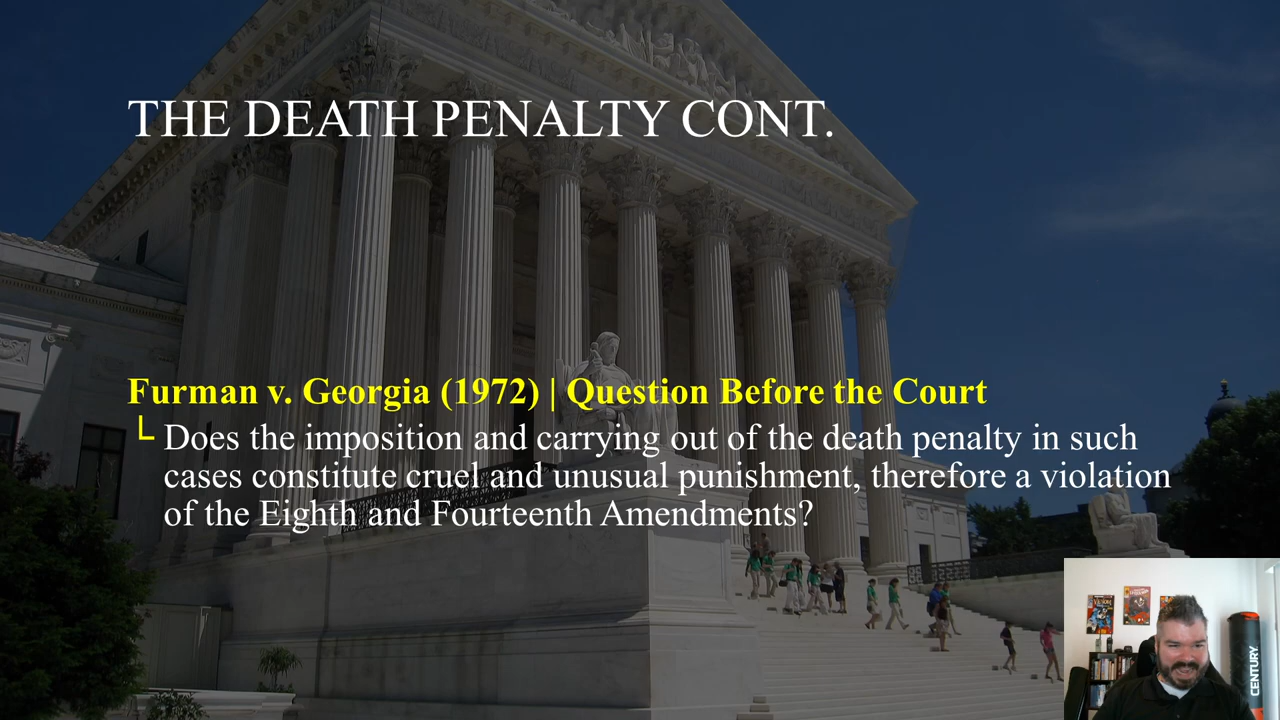 THE DEATH PENALTY CONT.
Furman v. Georgia (1972) | Question Before the Court
Does the imposition and carrying out of the death penalty in such
cases constitute cruel and unusual punishment, therefore a violation
of the Eighth and Fourteenth Amendments?
CENTURY